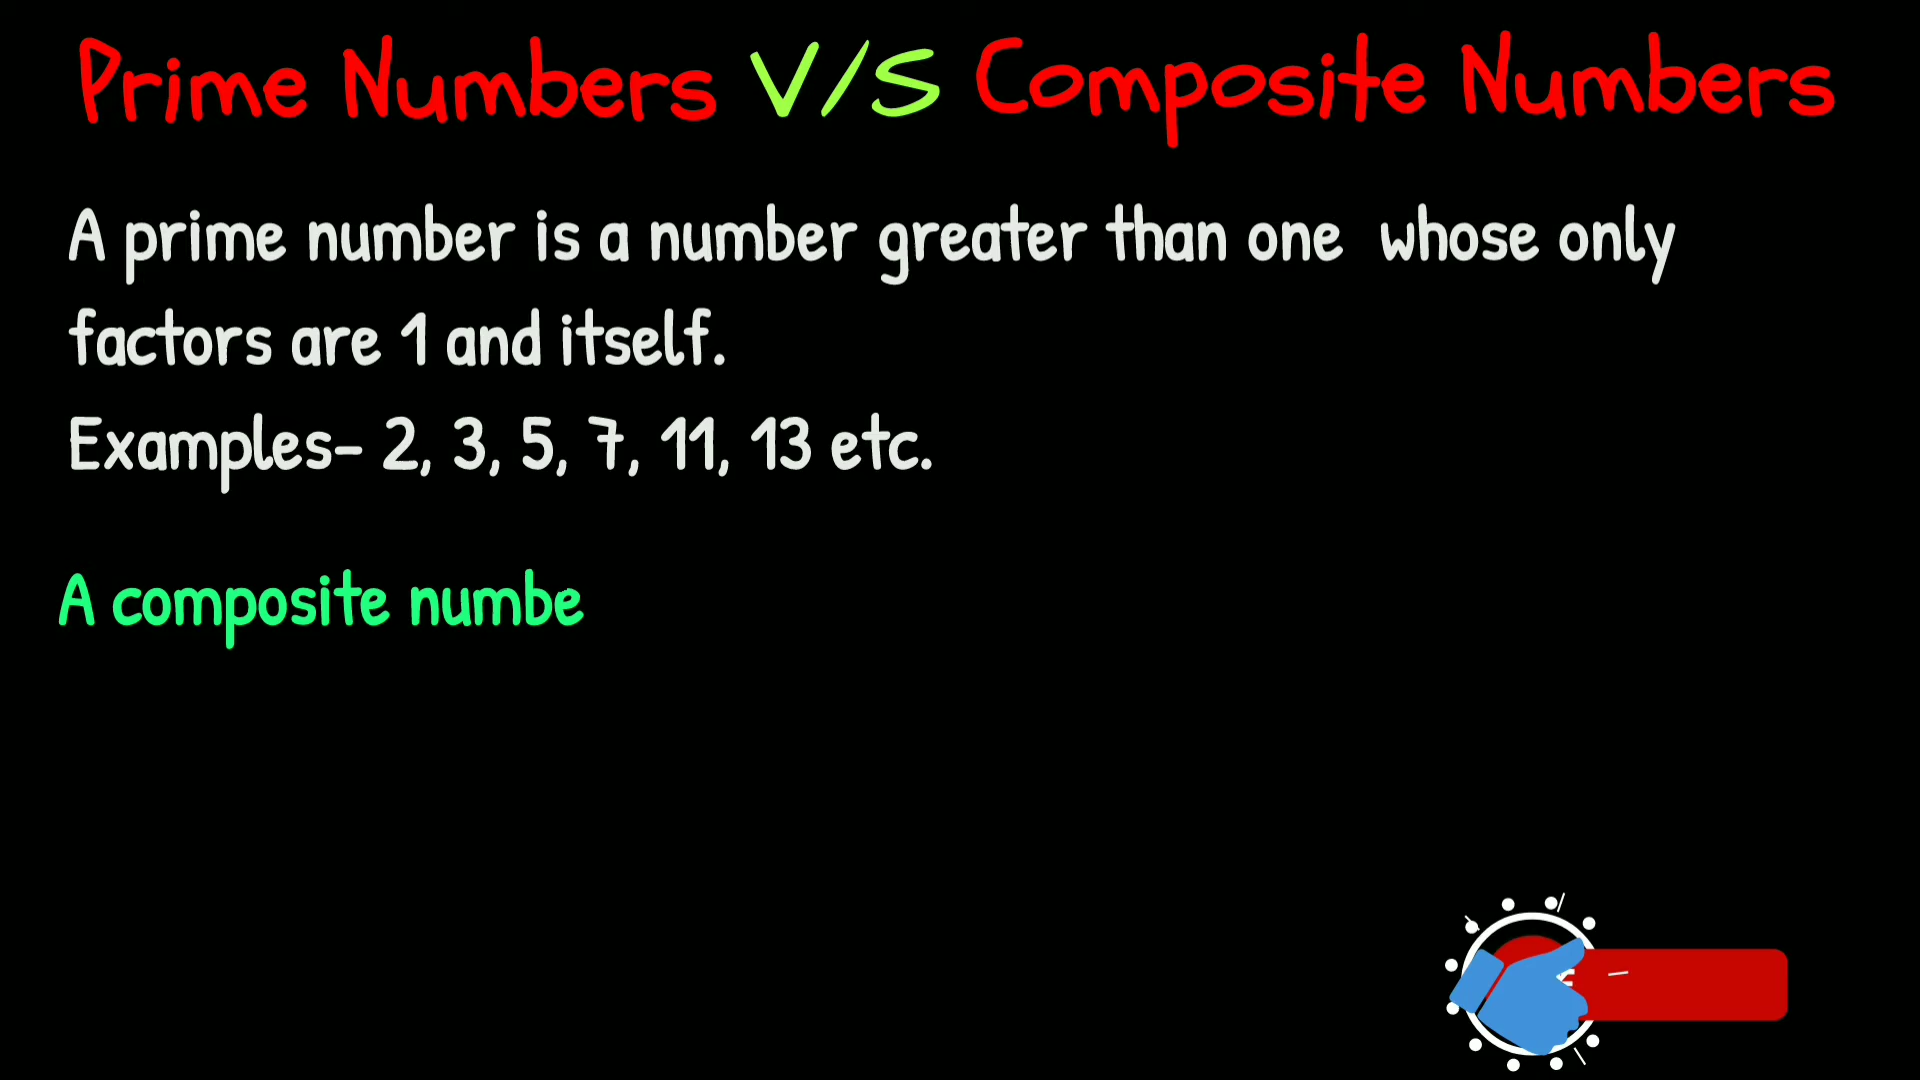 Prime Numbers V/S Composite Numbers
A prime number is a number greater than one  whose only
factors are 1 and itself.
Examples- 2, 3, 5, 7, 11, 13 etc.
A composite numbe